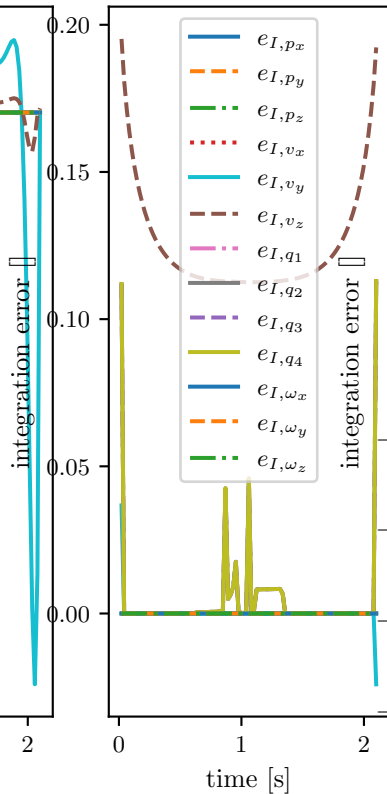 0.20
0.15
0.10
0.05
0.00
integration error []
integration error []
e_{I,p_x}
e_{I,p_y}
e_{I,p_z}
e_{I,v_x}
e_{I,v_y}
e_{I,v_z}
e_{I,q_1}
e_{I,q_2}
e_{I,q_3}
e_{I,q_4}
e_{I,ω_x}
e_{I,ω_y}
e_{I,ω_z}
2
0
1
2
time [s]